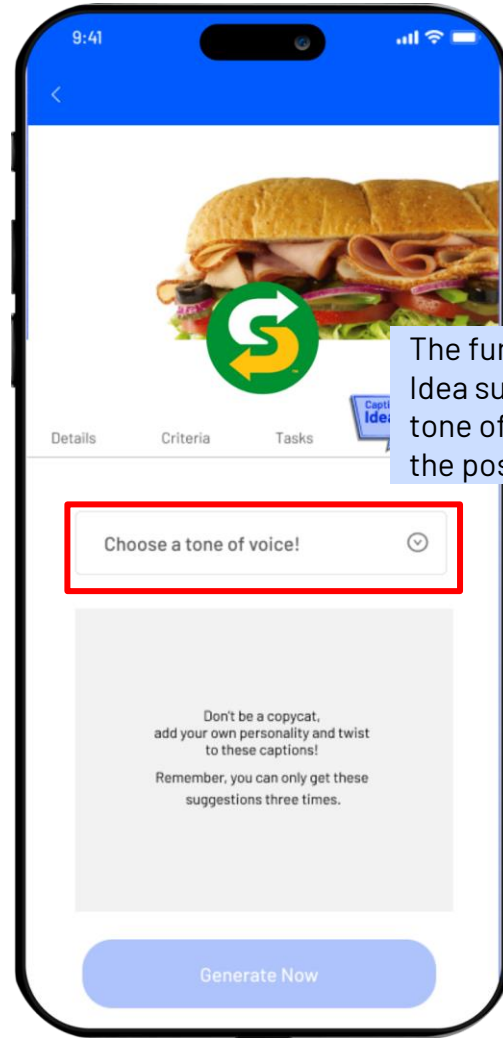 9:41
The fu
Idea su
tone of
the pos
Details
Criteria
Tasks
Idea
Choose a tone of voice!
Don't be a copycat,
add your own personality and twist
to these captions!
Remember, you can only get these
suggestions three times.
Generate Now